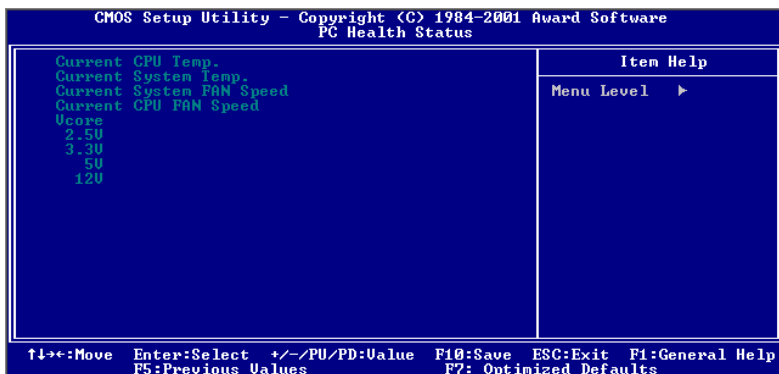 CMOS Setup Utility - Copyright (C) 1984-2001 Award Software
PC Health Status
Current CPU Temp.
Current System Temp.
Current System FAN Speed
Current CPU FAN Speed
Vcore
2.5V
3.3V
5V
12V
Item Help
Menu Level ▶
↑↓→←:Move Enter:Select +/-/PU/PD:Value F10:Save ESC:Exit F1:General Help
F5:Previous Values F7: Optimized Defaults